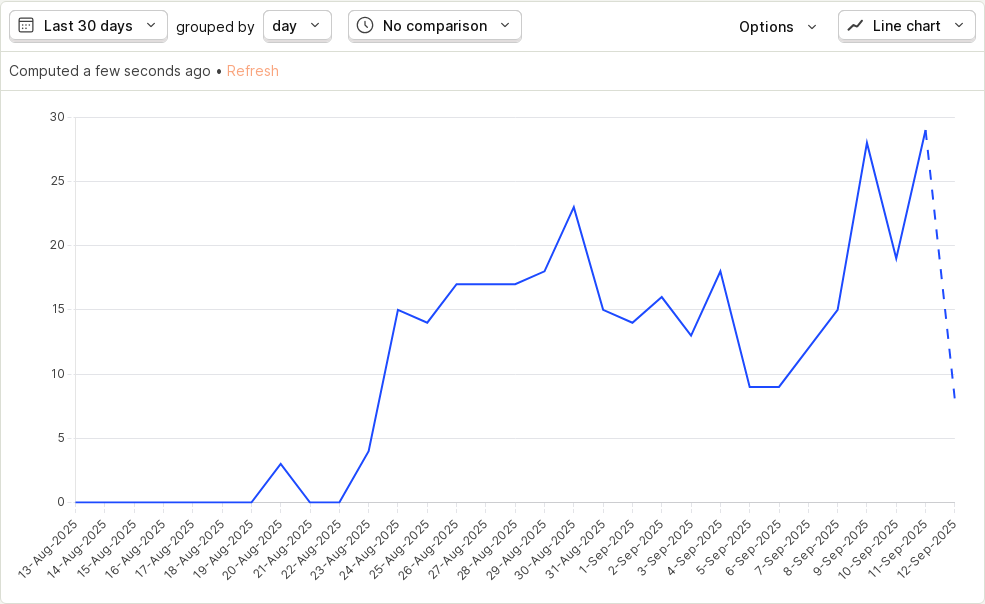 Last 30 days grouped by day No comparison Options Line chart
Computed a few seconds ago • Refresh
30
25
20
15
10
5
0
13-Aug-2025
14-Aug-2025
15-Aug-2025
16-Aug-2025
17-Aug-2025
18-Aug-2025
19-Aug-2025
20-Aug-2025
21-Aug-2025
22-Aug-2025
23-Aug-2025
24-Aug-2025
25-Aug-2025
26-Aug-2025
27-Aug-2025
28-Aug-2025
29-Aug-2025
30-Aug-2025
31-Aug-2025
1-Sep-2025
2-Sep-2025
3-Sep-2025
4-Sep-2025
5-Sep-2025
6-Sep-2025
7-Sep-2025
8-Sep-2025
9-Sep-2025
10-Sep-2025
11-Sep-2025
12-Sep-2025